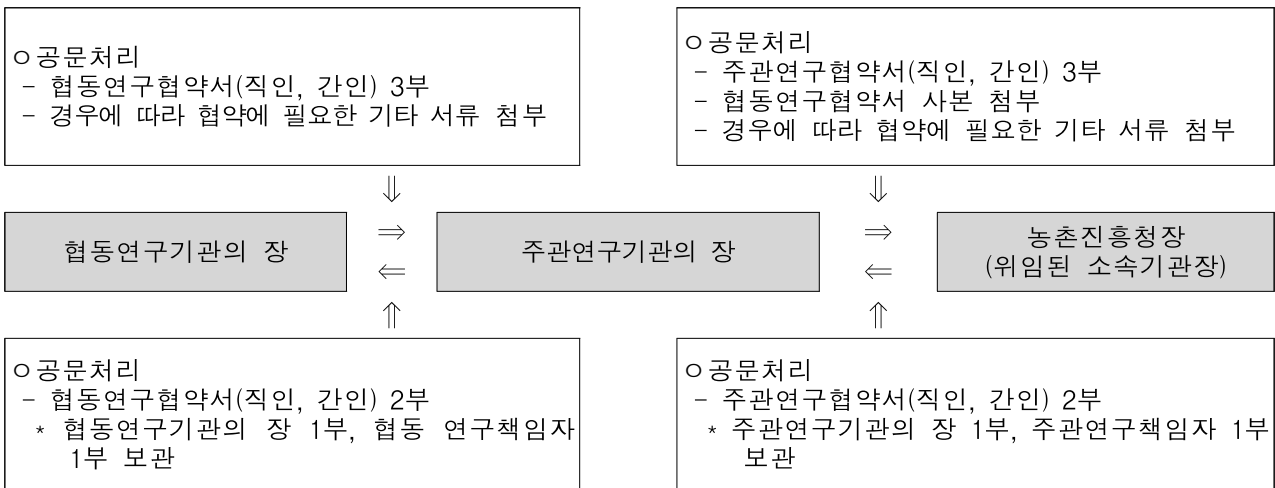 ㅇ공문처리
- 협동연구협약서(직인, 간인) 3부
- 경우에 따라 협약에 필요한 기타 서류 첨부
ㅇ공문처리
- 주관연구협약서(직인, 간인) 3부
- 협동연구협약서 사본 첨부
- 경우에 따라 협약에 필요한 기타 서류 첨부
⇓
⇓
협동연구기관의 장
⇒
⇐
주관연구기관의 장
⇒
⇐
농촌진흥청장
(위임된 소속기관장)
⇑
⇑
ㅇ공문처리
- 협동연구협약서(직인, 간인) 2부
* 협동연구기관의 장 1부, 협동 연구책임자
1부 보관
ㅇ공문처리
- 주관연구협약서(직인, 간인) 2부
* 주관연구기관의 장 1부, 주관연구책임자 1부
보관